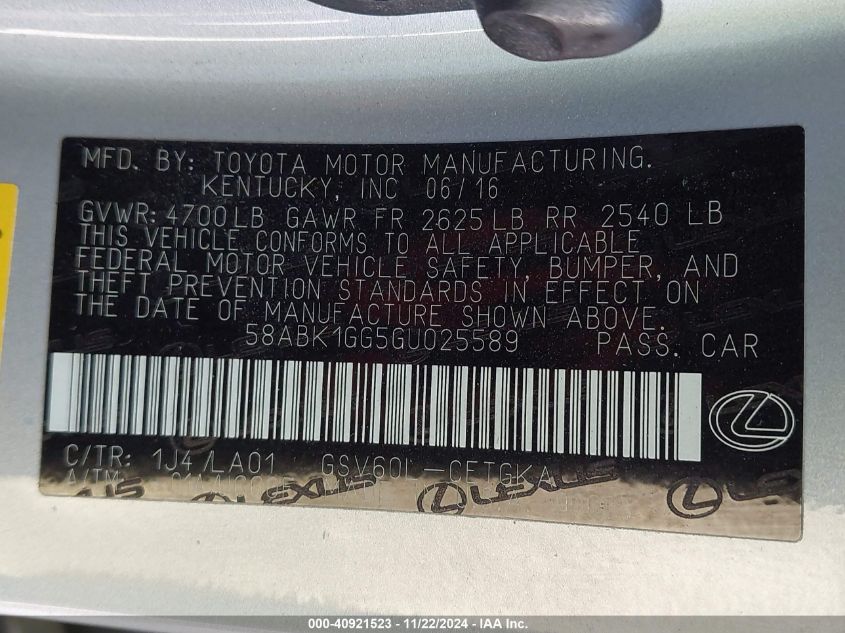 MFD. BY: TOYOTA MOTOR MANUFACTURING.
KENTUCKY, INC 06/16
GVWR: 4700 LB GAWR FR 2625 LB RR 2540 LB
THIS VEHICLE CONFORMS TO ALL APPLICABLE
FEDERAL MOTOR VEHICLE SAFETY, BUMPER, AND
THEFT PREVENTION STANDARDS IN EFFECT ON
THE DATE OF MANUFACTURE SHOWN ABOVE.
58ABK1GG5GU025589 PASS. CAR
C/TR: 1J4/LA01 GSV60L-CETGKA
A/TM:
LEXUS LEXUS
000-40921523 - 11/22/2024 - IAA Inc.